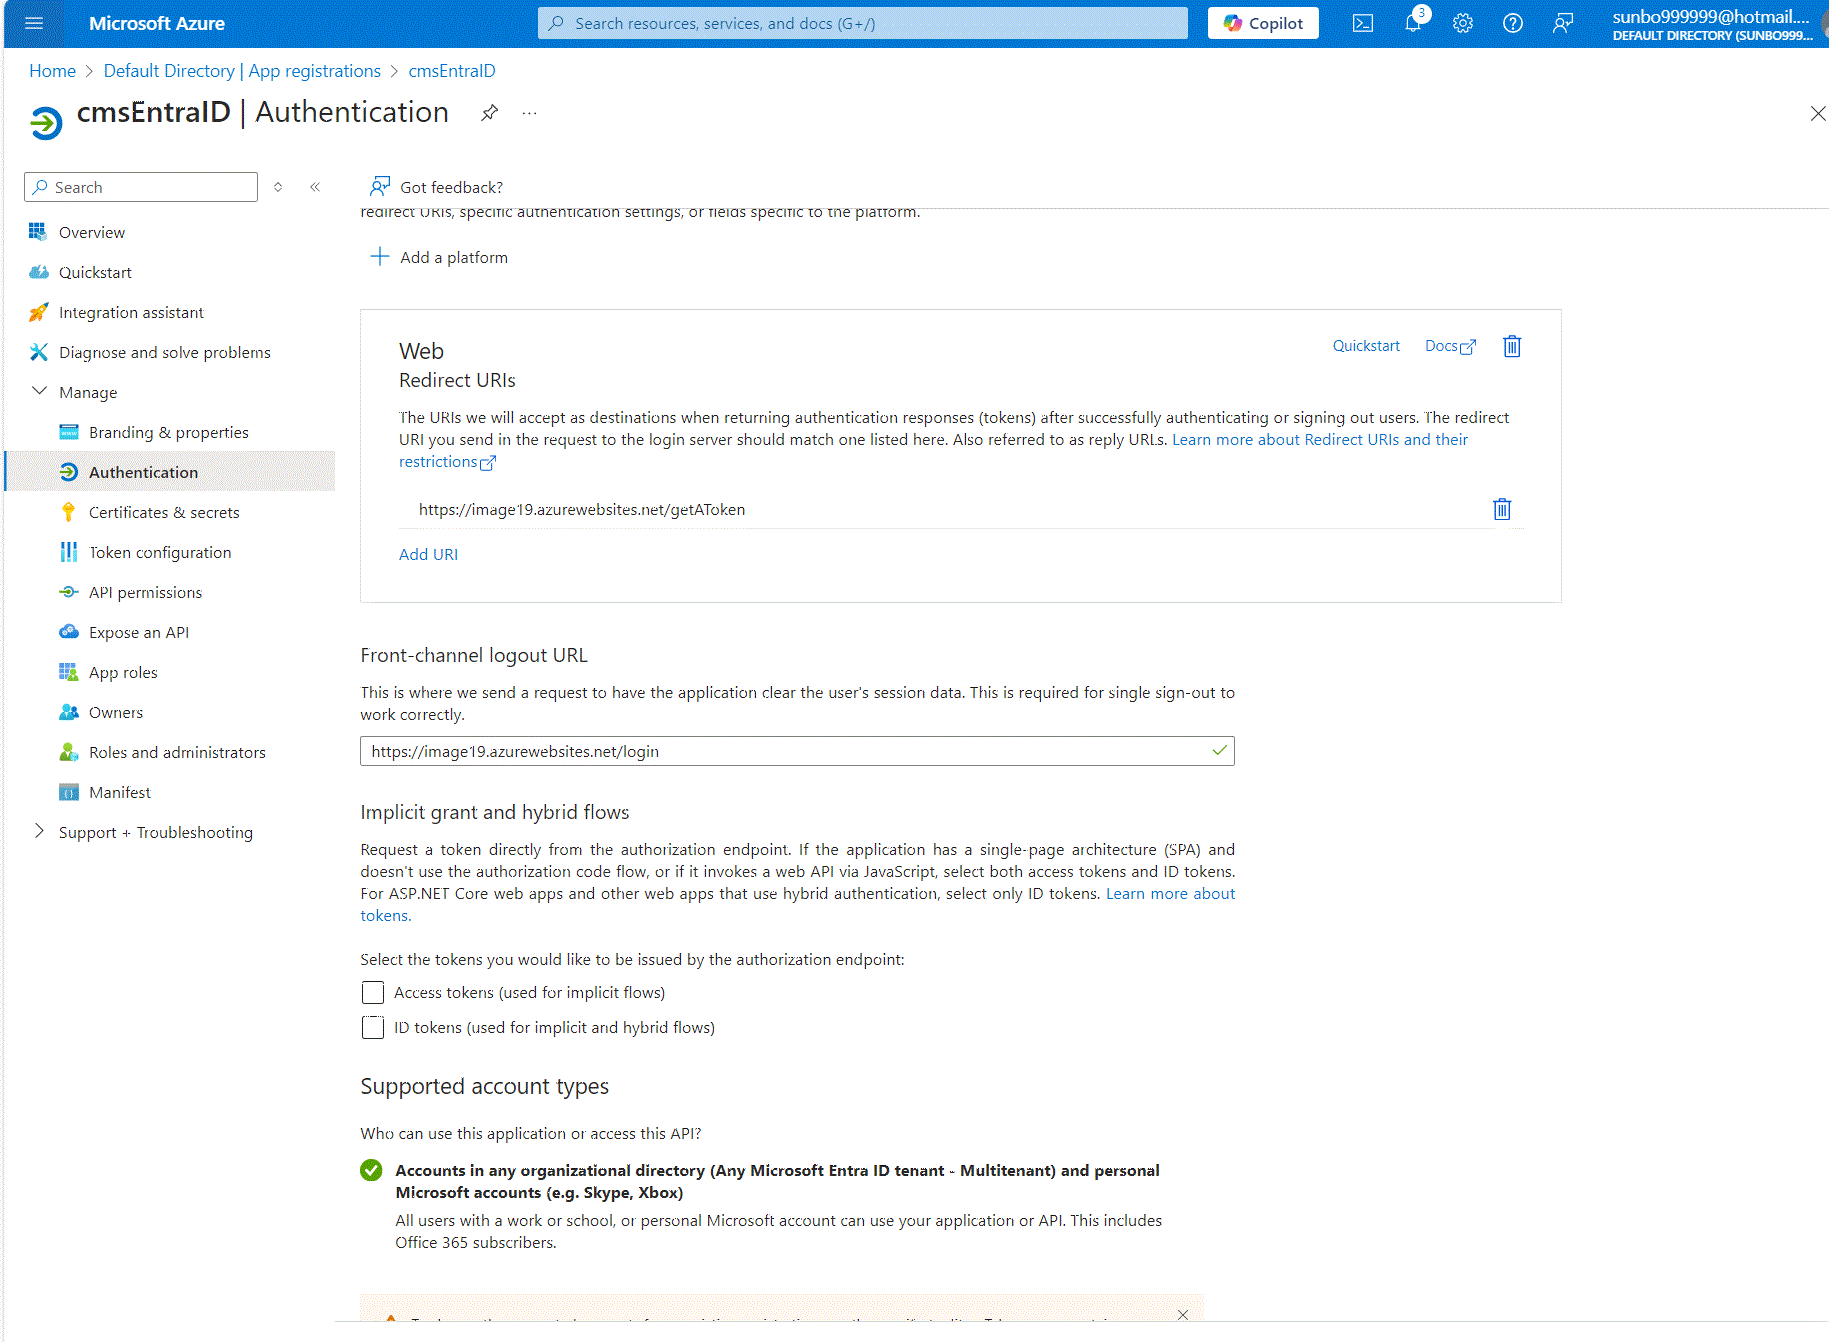 Microsoft Azure
Search resources, services, and docs (G+/)
Copilot
3
sunbo999999@hotmail....
DEFAULT DIRECTORY (SUNBO999...
Home > Default Directory | App registrations > cmsEntraID
cmsEntraID | Authentication
...
Search
Got feedback?
redirect URIs, specific authentication settings, or fields specific to the platform.
Overview
Quickstart
Integration assistant
Diagnose and solve problems
Manage
Branding & properties
Authentication
Certificates & secrets
Token configuration
API permissions
Expose an API
App roles
Owners
Roles and administrators
Manifest
Support + Troubleshooting
Add a platform
Web
Quickstart
Docs
Redirect URIs
The URIs we will accept as destinations when returning authentication responses (tokens) after successfully authenticating or signing out users. The redirect
URI you send in the request to the login server should match one listed here. Also referred to as reply URLs. Learn more about Redirect URIs and their
restrictions
https://image19.azurewebsites.net/getAToken
Add URI
Front-channel logout URL
This is where we send a request to have the application clear the user's session data. This is required for single sign-out to
work correctly.
https://image19.azurewebsites.net/login
Implicit grant and hybrid flows
Request a token directly from the authorization endpoint. If the application has a single-page architecture (SPA) and
doesn't use the authorization code flow, or if it invokes a web API via JavaScript, select both access tokens and ID tokens.
For ASP.NET Core web apps and other web apps that use hybrid authentication, select only ID tokens. Learn more about
tokens.
Select the tokens you would like to be issued by the authorization endpoint:
Access tokens (used for implicit flows)
ID tokens (used for implicit and hybrid flows)
Supported account types
Who can use this application or access this API?
Accounts in any organizational directory (Any Microsoft Entra ID tenant - Multitenant) and personal
Microsoft accounts (e.g. Skype, Xbox)
All users with a work or school, or personal Microsoft account can use your application or API. This includes
Office 365 subscribers.